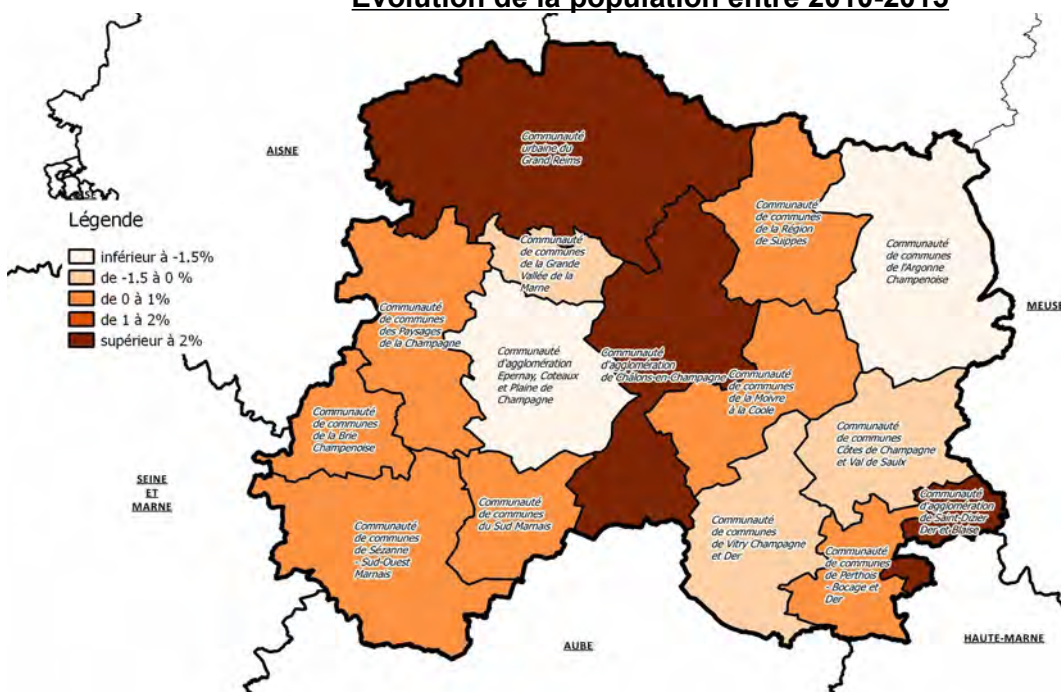 Evolution de la population entre 2010-2015
AISNE
Légende
inférieur à -1.5%
de -1.5 à 0 %
de 0 à 1%
de 1 à 2%
supérieur à 2%
Communauté
urbaine du
Grand Reims
Communauté
de communes
de la Région
de Suippes
Communauté
de communes
de l'Argonne
Champenoise
Communauté
de communes
de la Grande
Vallée de la
Marne
MEUSE
Communauté
de communes
des Paysages
de la Champagne
Communauté
d'agglomération
Epernay, Coteaux
et Plaine de
Champagne
Communauté
d'agglomération
de Châlons-en-Champagne
Communauté
de communes
de la Moivre
à la Coole
Communauté
de communes
de la Brie
Champenoise
Communauté
de communes
Côtes de Champagne
et Val de Saulx
SEINE
ET
MARNE
Communauté
de communes
du Sud Marnais
Communauté
d'agglomération
de Saint-Dizier
Der et Blaise
Communauté
de communes
de Sézanne
- Sud-Ouest
Marnais
Communauté
de communes
de Vitry Champagne
et Der
Communauté
de communes
de Perthois
- Bocage et
Der
AUBE
HAUTE-MARNE